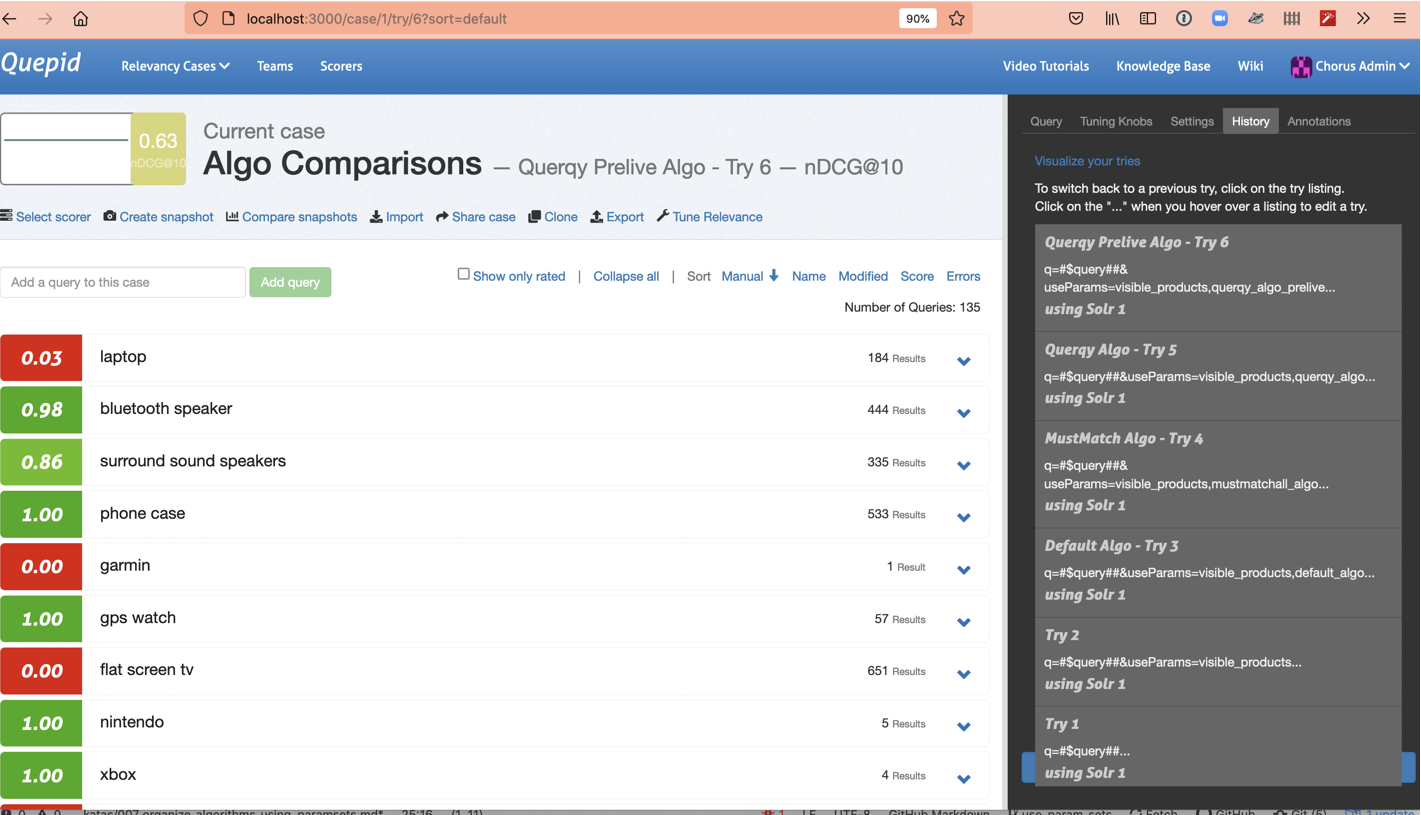 localhost:3000/case/1/try/6?sort=default
90%
Quepid
Relevancy Cases
Teams
Scorers
Video Tutorials
Knowledge Base
Wiki
Chorus Admin
0.63
nDCG@10
Current case
Algo Comparisons — Querqy Prelive Algo - Try 6 — nDCG@10
Select scorer
Create snapshot
Compare snapshots
Import
Share case
Clone
Export
Tune Relevance
Add a query to this case
Add query
Show only rated | Collapse all | Sort Manual Name Modified Score Errors
Number of Queries: 135
0.03 laptop 184 Results
0.98 bluetooth speaker 444 Results
0.86 surround sound speakers 335 Results
1.00 phone case 533 Results
0.00 garmin 1 Result
1.00 gps watch 57 Results
0.00 flat screen tv 651 Results
1.00 nintendo 5 Results
1.00 xbox 4 Results
Query
Tuning Knobs
Settings
History
Annotations
Visualize your tries
To switch back to a previous try, click on the try listing.
Click on the "..." when you hover over a listing to edit a try.
Querqy Prelive Algo - Try 6
q=#$query##&
useParams=visible_products,querqy_algo_prelive...
using Solr 1
Querqy Algo - Try 5
q=#$query##&useParams=visible_products,querqy_algo...
using Solr 1
MustMatch Algo - Try 4
q=#$query##&
useParams=visible_products,mustmatchall_algo...
using Solr 1
Default Algo - Try 3
q=#$query##&useParams=visible_products,default_algo...
using Solr 1
Try 2
q=#$query##&useParams=visible_products...
using Solr 1
Try 1
q=#$query##...
using Solr 1